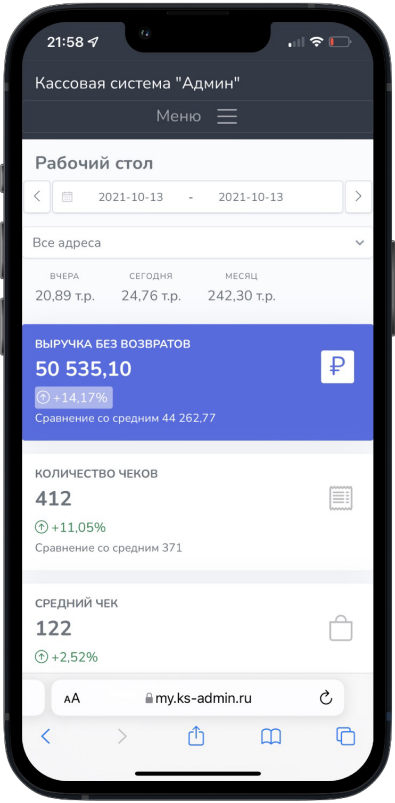 21:58
Кассовая система "Админ"
Меню
Рабочий стол
2021-10-13 - 2021-10-13
Все адреса
ВЧЕРА СЕГОДНЯ МЕСЯЦ
20,89 т.р. 24,76 т.р. 242,30 т.р.
ВЫРУЧКА БЕЗ ВОЗВРАТОВ
50 535,10 ₽
+14,17%
Сравнение со средним 44 262,77
КОЛИЧЕСТВО ЧЕКОВ
412
+11,05%
Сравнение со средним 371
СРЕДНИЙ ЧЕК
122
+2,52%
AA my.ks-admin.ru